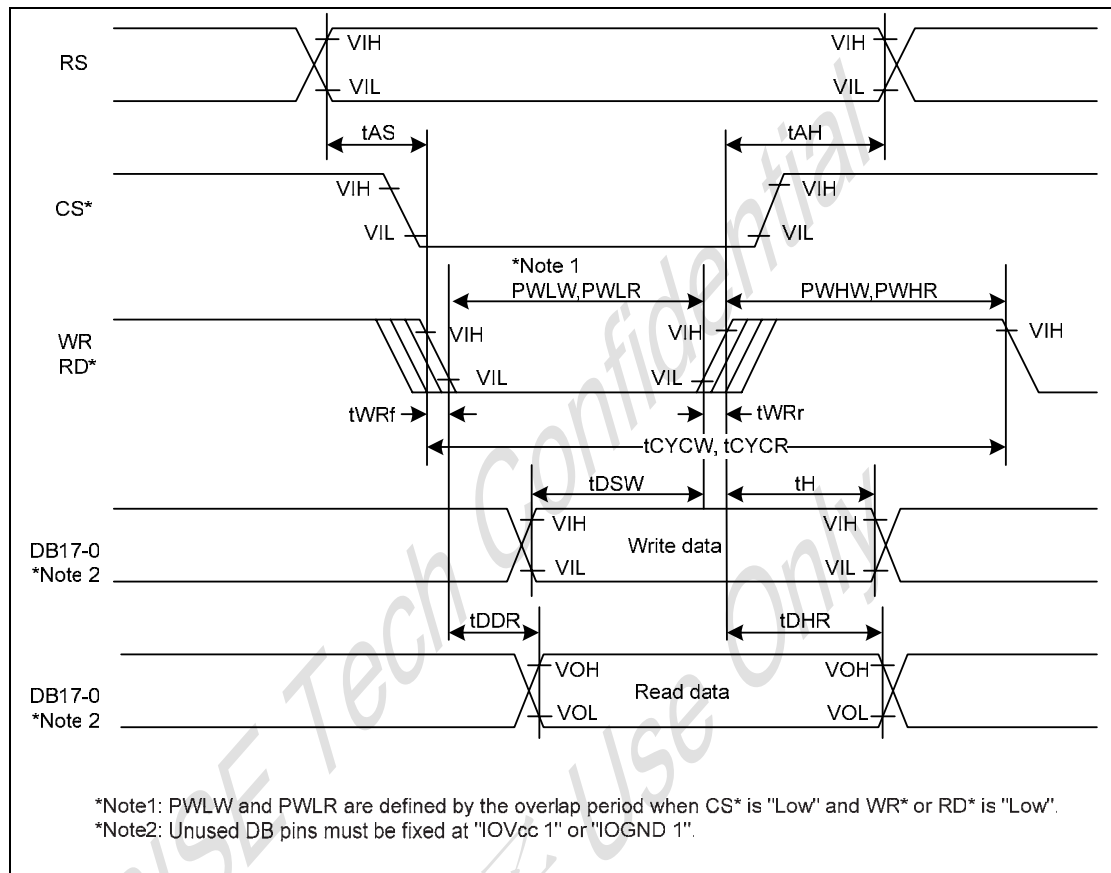 RS
VIH
VIH
VIL
VIL
tAS
tAH
CS*
VIH
VIH
VIL
VIL
*Note 1
PWLW,PWLR
PWHW,PWHR
WR
RD*
VIH
VIH
VIH
VIL
VIL
tWRf
tWRr
tCYCW, tCYCR
tDSW
tH
DB17-0
*Note 2
VIH
VIH
Write data
VIL
VIL
tDDR
tDHR
DB17-0
*Note 2
VOH
VOH
Read data
VOL
VOL
*Note1: PWLW and PWLR are defined by the overlap period when CS* is "Low" and WR* or RD* is "Low".
*Note2: Unused DB pins must be fixed at "IOVcc 1" or "IOGND 1".
Tech Confidential
Use Only